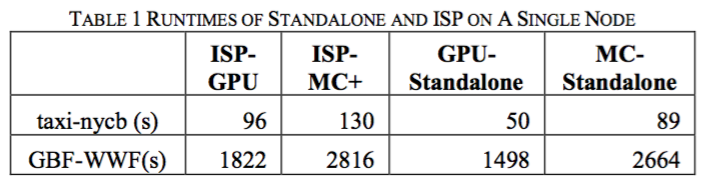 TABLE 1 RUNTIMES OF STANDALONE AND ISP ON A SINGLE NODE
ISP-GPU ISP-MC+ GPU-Standalone MC-Standalone
taxi-nycb (s) 96 130 50 89
GBF-WWF(s) 1822 2816 1498 2664